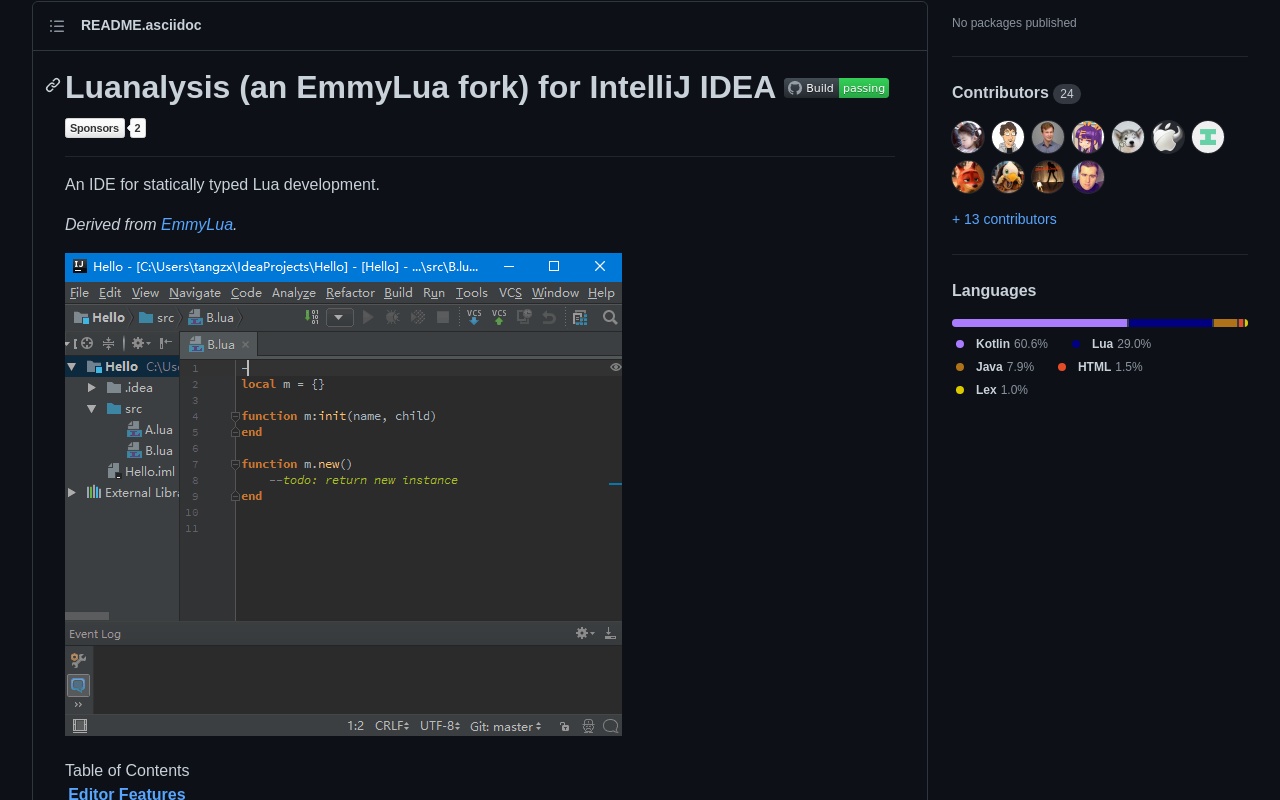 README.asciidoc
Luanalysis (an EmmyLua fork) for IntelliJ IDEA Build passing
Sponsors 2
An IDE for statically typed Lua development.
Derived from EmmyLua.
Hello - [C:\Users\tangzx\IdeaProjects\Hello] - [Hello] - ...\src\B.lu...
File Edit View Navigate Code Analyze Refactor Build Run Tools VCS Window Help
Hello src B.lua
VCS VCS
B.lua
Hello C:\Use
.idea
src
A.lua
B.lua
Hello.iml
External Libra
1 -
2 local m = {}
3
4 function m:init(name, child)
5 end
6
7 function m.new()
8 --todo: return new instance
9 end
10
11
Event Log
1:2 CRLF UTF-8 Git: master
Table of Contents
Editor Features
No packages published
Contributors 24
+ 13 contributors
Languages
Kotlin 60.6% Lua 29.0%
Java 7.9% HTML 1.5%
Lex 1.0%